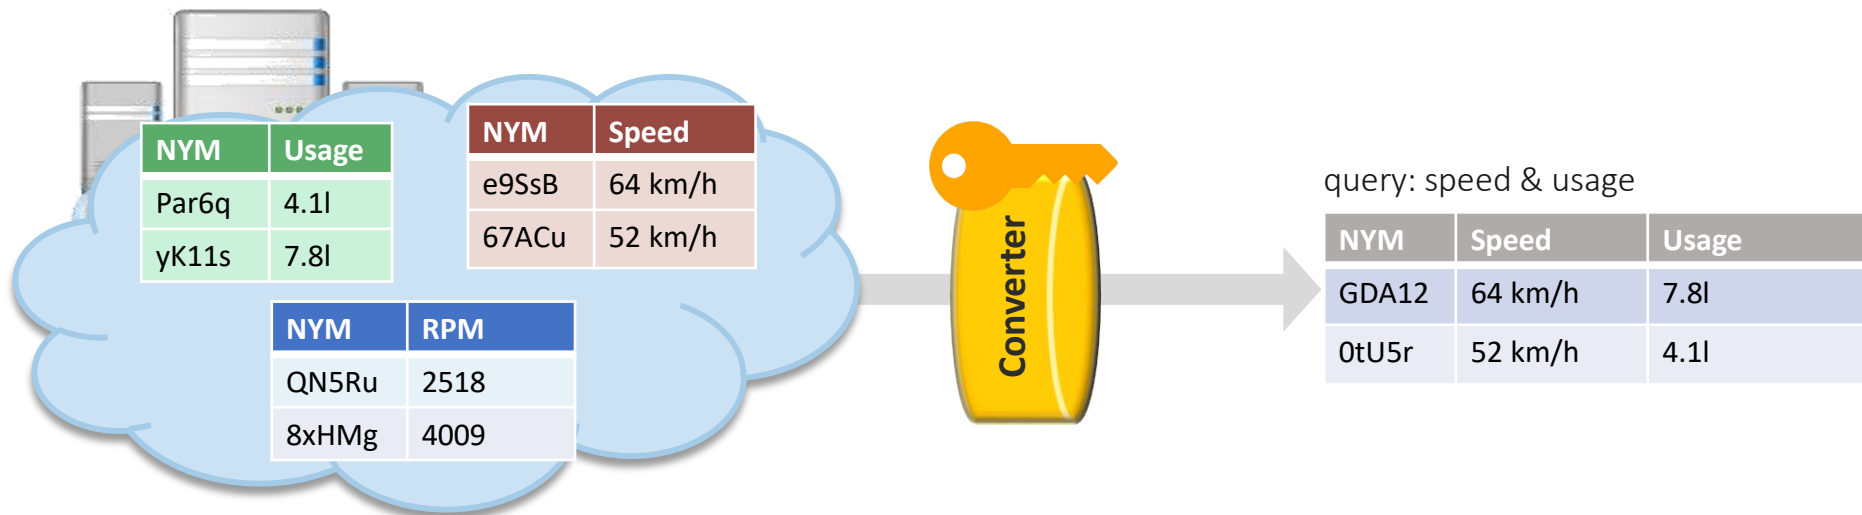 NYM Usage
Par6q 4.1l
yK11s 7.8l
NYM Speed
e9SsB 64 km/h
67ACu 52 km/h
NYM RPM
QN5Ru 2518
8xHMg 4009
Converter
query: speed & usage
NYM Speed Usage
GDA12 64 km/h 7.8l
0tU5r 52 km/h 4.1l